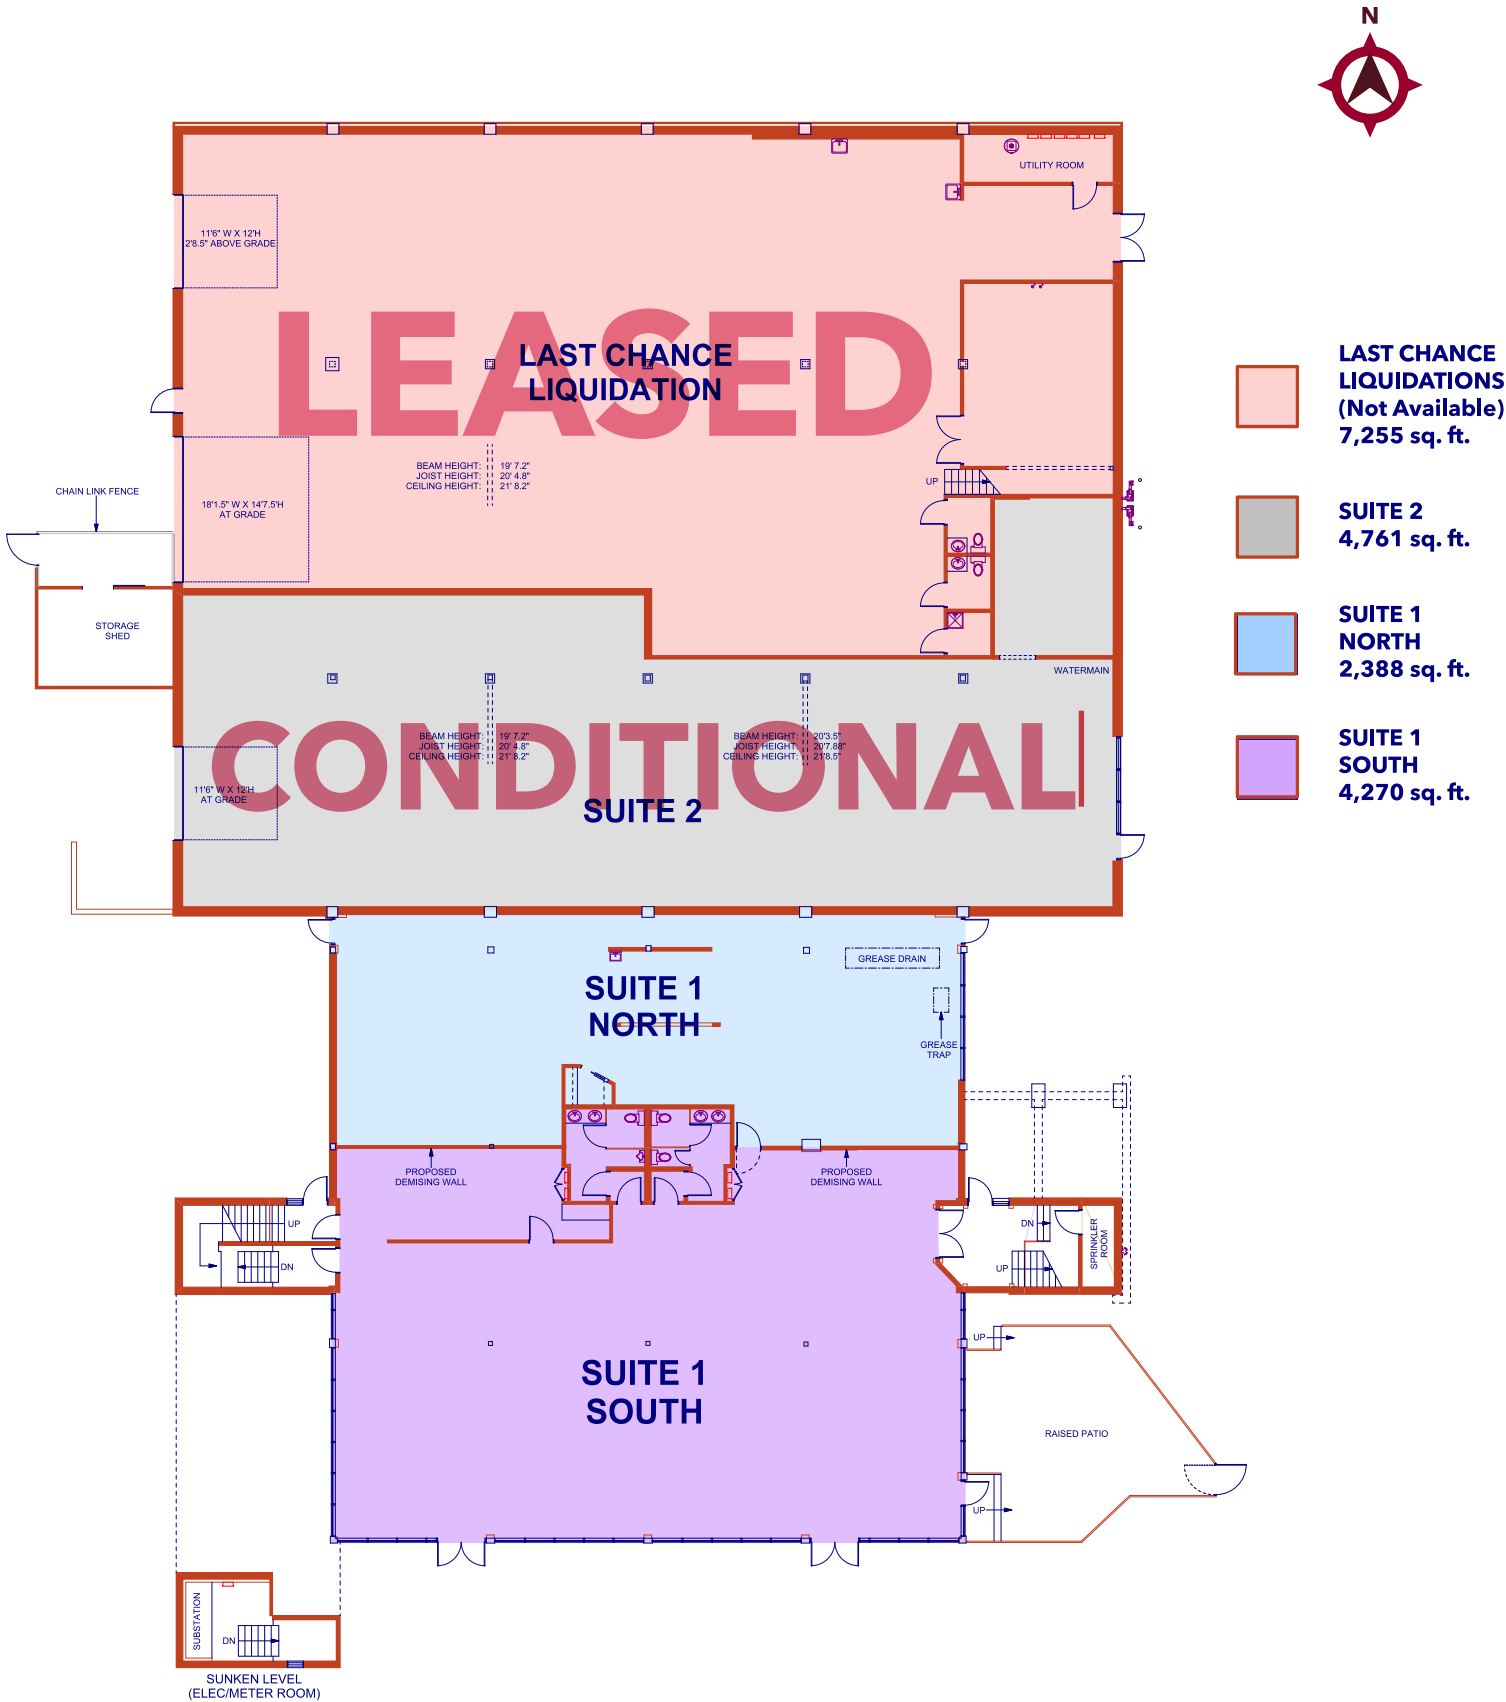 N
UTILITY ROOM
11'6" W X 12'H
2'8.5" ABOVE GRADE
LEASED
LAST CHANCE
LIQUIDATION
BEAM HEIGHT: 19' 7.2"
JOIST HEIGHT: 20' 4.8"
CEILING HEIGHT: 21' 8.2"
UP
CHAIN LINK FENCE
18'1.5" W X 14'7.5'H
AT GRADE
STORAGE
SHED
LAST CHANCE
LIQUIDATIONS
(Not Available)
7,255 sq. ft.
SUITE 2
4,761 sq. ft.
SUITE 1
NORTH
2,388 sq. ft.
SUITE 1
SOUTH
4,270 sq. ft.
WATERMAIN
CONDITIONAL
BEAM HEIGHT: 19' 7.2"
JOIST HEIGHT: 20' 4.8"
CEILING HEIGHT: 21' 8.2"
BEAM HEIGHT: 20'3.5"
JOIST HEIGHT: 20'7.88"
CEILING HEIGHT: 21'8.5"
11'6" W X 12'H
AT GRADE
SUITE 2
GREASE DRAIN
SUITE 1
NORTH
GREASE
TRAP
PROPOSED
DEMISING WALL
PROPOSED
DEMISING WALL
UP
DN
DN
UP
SPRINKLER
ROOM
UP
SUITE 1
SOUTH
RAISED PATIO
UP
SUBSTATION
DN
SUNKEN LEVEL
(ELEC/METER ROOM)